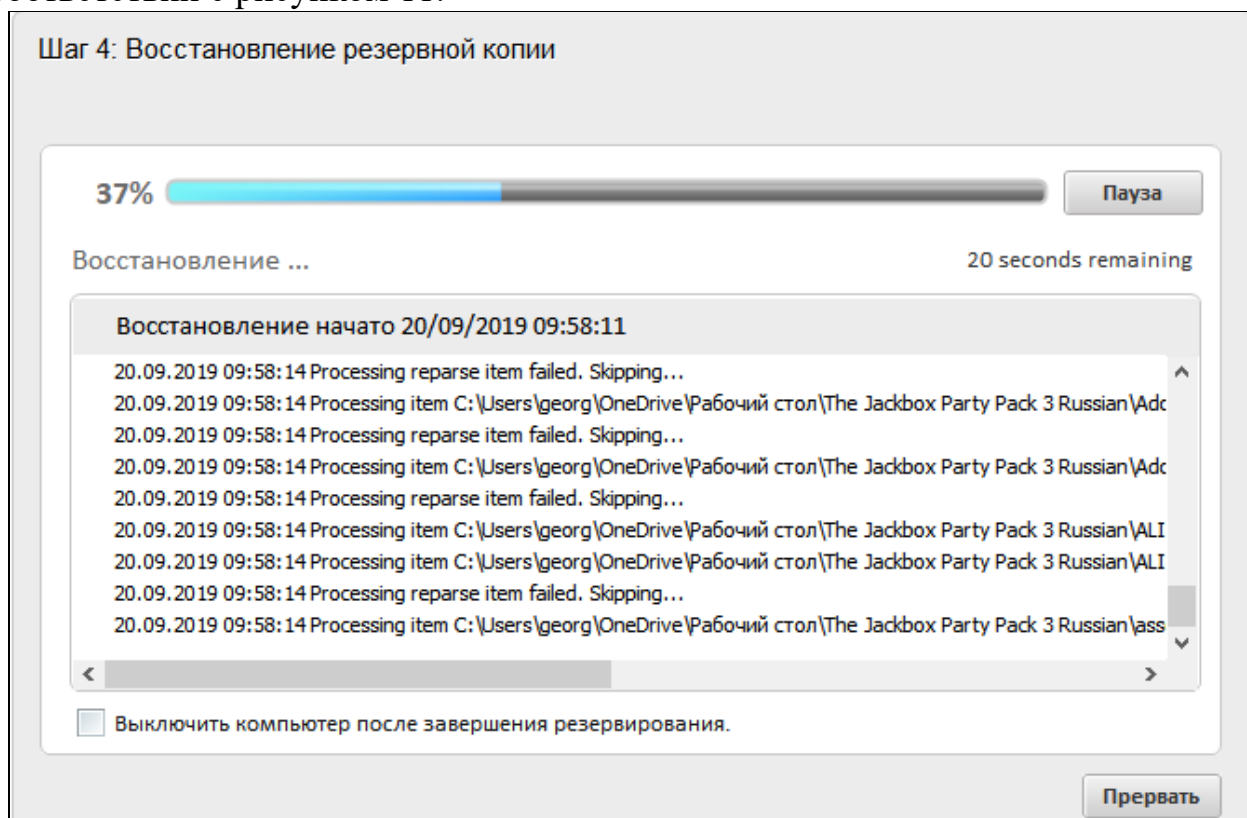 соответствии с рисунком 11.
Шаг 4: Восстановление резервной копии
37%
Пауза
Восстановление ...
20 seconds remaining
Восстановление начато 20/09/2019 09:58:11
20.09.2019 09:58:14 Processing reparse item failed. Skipping...
20.09.2019 09:58:14 Processing item C:\Users\georg\OneDrive\Рабочий стол\The Jackbox Party Pack 3 Russian\Adc
20.09.2019 09:58:14 Processing reparse item failed. Skipping...
20.09.2019 09:58:14 Processing item C:\Users\georg\OneDrive\Рабочий стол\The Jackbox Party Pack 3 Russian\Adc
20.09.2019 09:58:14 Processing reparse item failed. Skipping...
20.09.2019 09:58:14 Processing item C:\Users\georg\OneDrive\Рабочий стол\The Jackbox Party Pack 3 Russian\ALI
20.09.2019 09:58:14 Processing item C:\Users\georg\OneDrive\Рабочий стол\The Jackbox Party Pack 3 Russian\ALI
20.09.2019 09:58:14 Processing reparse item failed. Skipping...
20.09.2019 09:58:14 Processing item C:\Users\georg\OneDrive\Рабочий стол\The Jackbox Party Pack 3 Russian\ass
Выключить компьютер после завершения резервирования.
Прервать